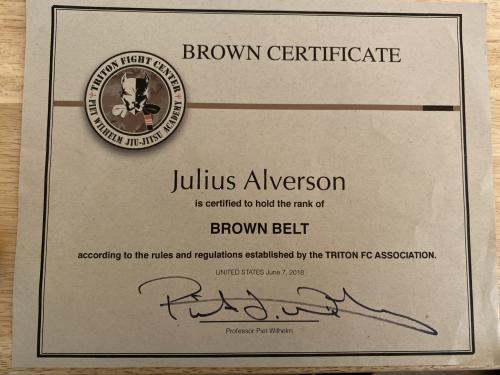 BROWN CERTIFICATE
TRITON FIGHT CENTER
PIET WILHELM JIU-JITSU ACADEMY
Julius Alverson
is certified to hold the rank of
BROWN BELT
according to the rules and regulations established by the TRITON FC ASSOCIATION.
UNITED STATES June 7, 2018
Professor Piet Wilhelm